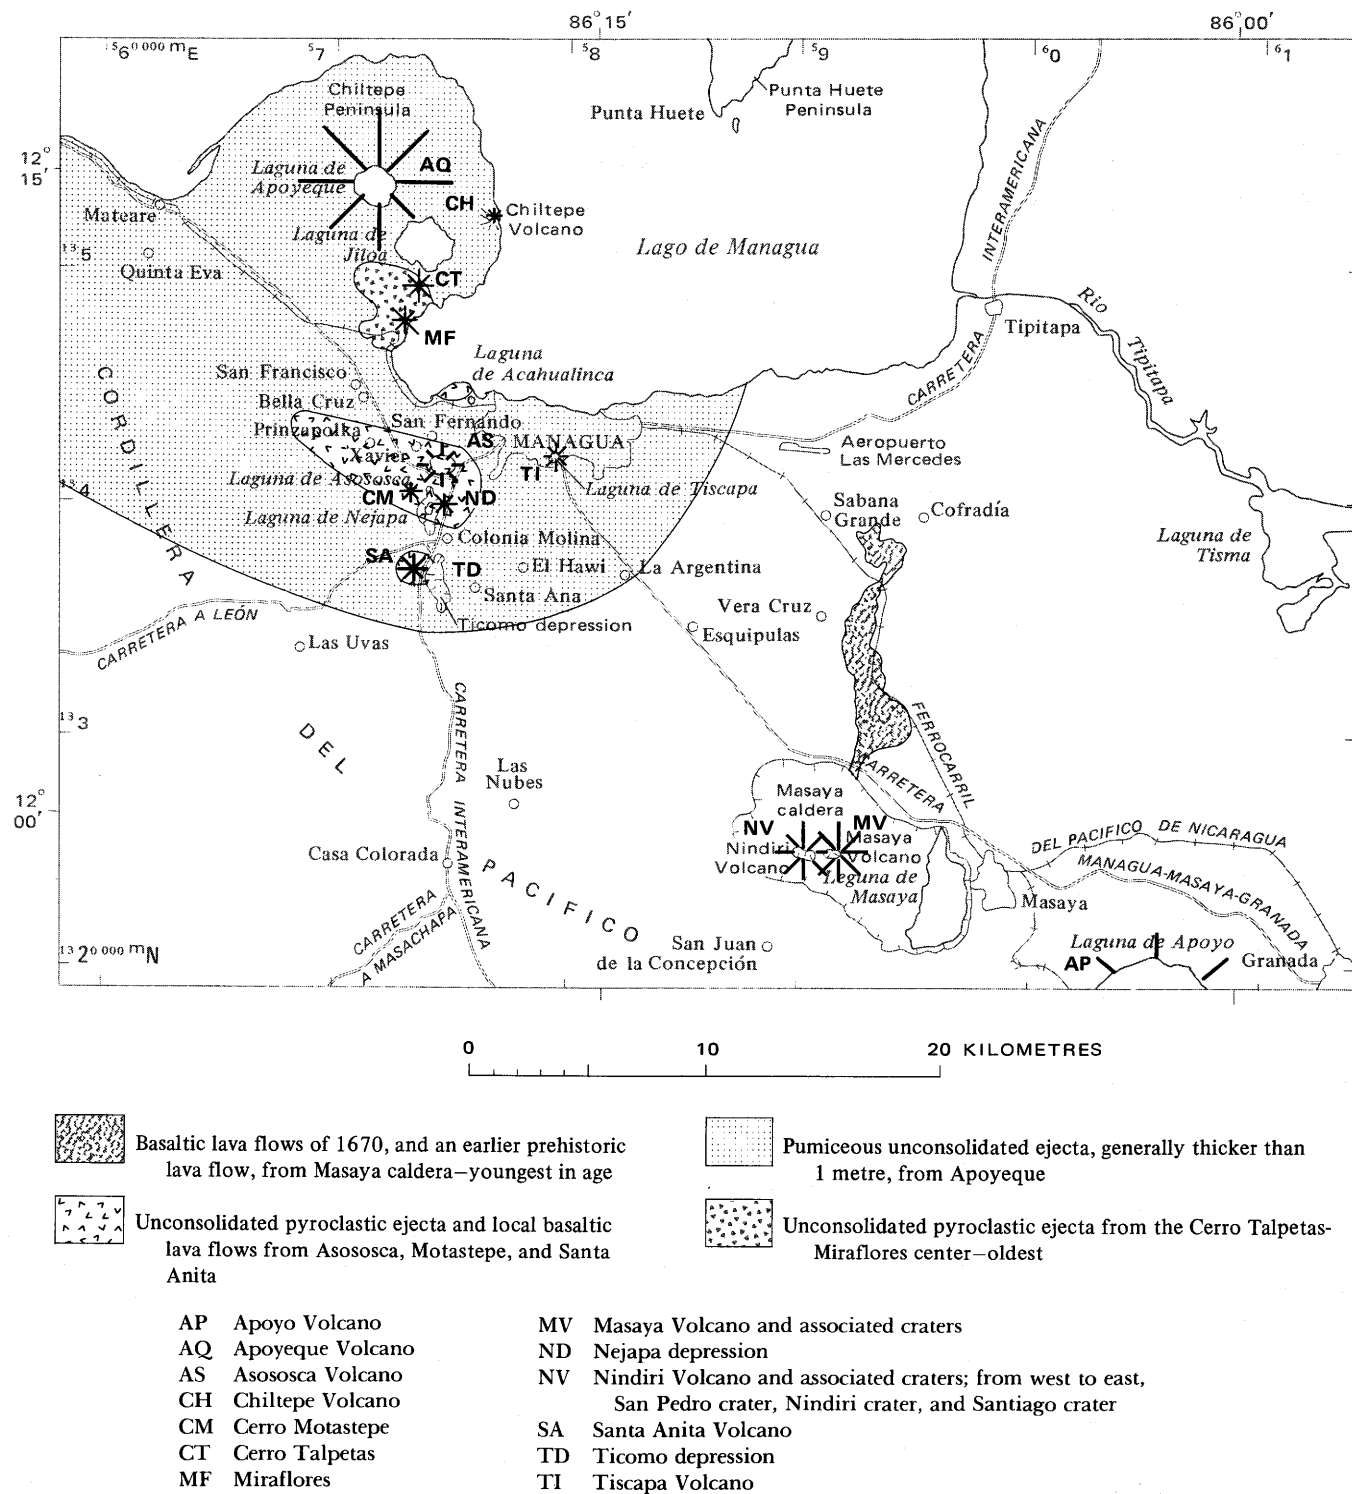 86°15'
86°00'
¹⁵6⁰ ⁰⁰⁰ mE
⁵7
⁵8
⁵9
⁶0
⁶1
Chiltepe
Peninsula
Punta Huete
Punta Huete
Peninsula
12°
15'
Laguna de
Apoyeque
AQ
CH
Chiltepe
Volcano
Mateare
Laguna de
Jiloa
Lago de Managua
INTERAMERICANA
¹³5
Quinta Eva
CT
MF
Tipitapa
Rio
Tipitapa
CARRETERA
Laguna
de Acahualinca
San Francisco
Bella Cruz
San Fernando
Prinzapolka
AS
MANAGUA
Xavier
TI
Aeropuerto
Las Mercedes
Laguna de Asososca
Laguna de Tiscapa
¹³4
CM
ND
Laguna de Nejapa
Sabana
Grande
Cofradía
Colonia Molina
Laguna de
Tisma
SA
TD
El Hawi
La Argentina
Santa Ana
Vera Cruz
Ticomo depression
Esquipulas
CARRETERA A LEÓN
Las Uvas
CORDILLERA
DEL
PACIFICO
¹³3
CARRETERA INTERAMERICANA
FERROCARRIL
CARRETERA
Las
Nubes
12°
00'
Masaya
caldera
NV
MV
Nindiri
Volcano
Masaya
Volcano
Leguna de
Masaya
DEL PACIFICO DE NICARAGUA
MANAGUA-MASAYA-GRANADA
Casa Colorada
Masaya
CARRETERA
A MASACHAPA
San Juan
de la Concepción
¹³2⁰ ⁰⁰⁰ mN
Laguna de Apoyo
AP
Granada
0 10 20 KILOMETRES
Basaltic lava flows of 1670, and an earlier prehistoric
lava flow, from Masaya caldera—youngest in age
Unconsolidated pyroclastic ejecta and local basaltic
lava flows from Asososca, Motastepe, and Santa
Anita
Pumiceous unconsolidated ejecta, generally thicker than
1 metre, from Apoyeque
Unconsolidated pyroclastic ejecta from the Cerro Talpetas-
Miraflores center—oldest
AP Apoyo Volcano
AQ Apoyeque Volcano
AS Asososca Volcano
CH Chiltepe Volcano
CM Cerro Motastepe
CT Cerro Talpetas
MF Miraflores
MV Masaya Volcano and associated craters
ND Nejapa depression
NV Nindiri Volcano and associated craters; from west to east,
San Pedro crater, Nindiri crater, and Santiago crater
SA Santa Anita Volcano
TD Ticomo depression
TI Tiscapa Volcano